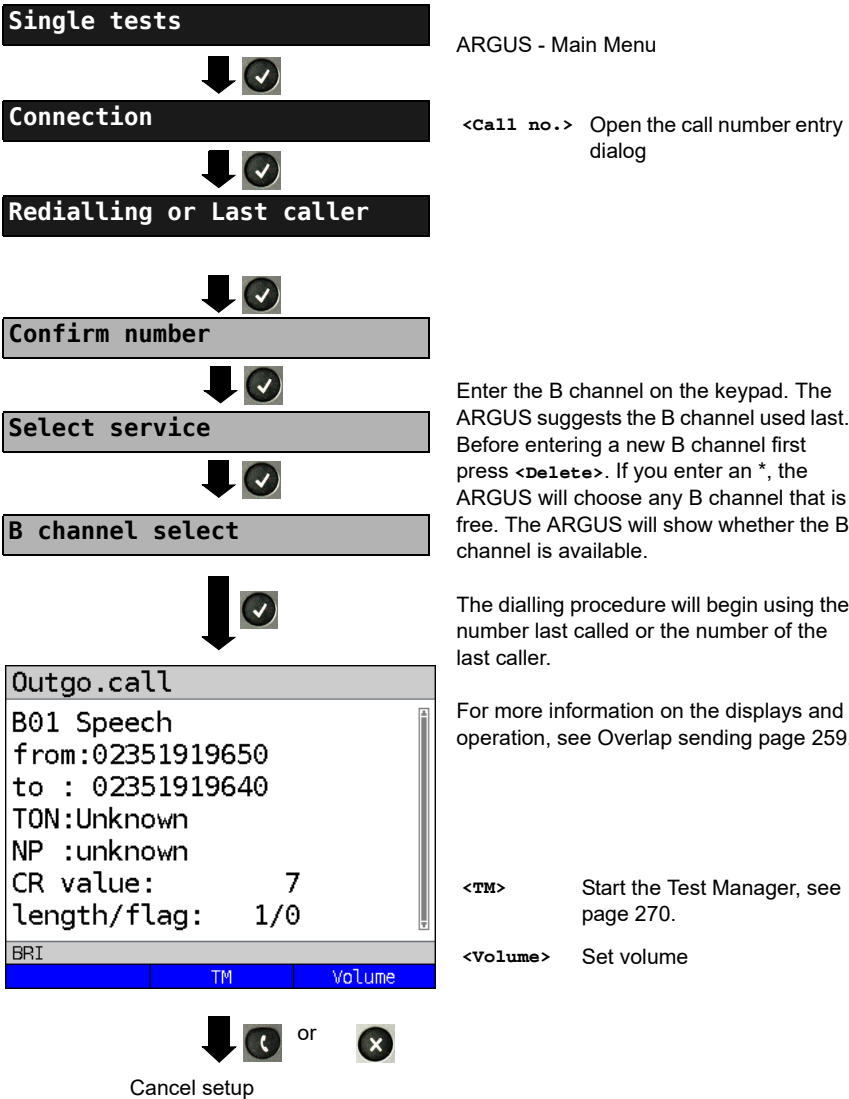 Single tests
ARGUS - Main Menu
Connection
<Call no.> Open the call number entry
dialog
Redialling or Last caller
Confirm number
Select service
B channel select
Enter the B channel on the keypad. The
ARGUS suggests the B channel used last.
Before entering a new B channel first
press <Delete>. If you enter an *, the
ARGUS will choose any B channel that is
free. The ARGUS will show whether the B
channel is available.
The dialling procedure will begin using the
number last called or the number of the
last caller.
For more information on the displays and
operation, see Overlap sending page 259.
Outgo.call
B01 Speech
from:02351919650
to : 02351919640
TON:Unknown
NP :unknown
CR value: 7
length/flag: 1/0
BRI
TM Volume
<TM> Start the Test Manager, see
page 270.
<Volume> Set volume
or
Cancel setup